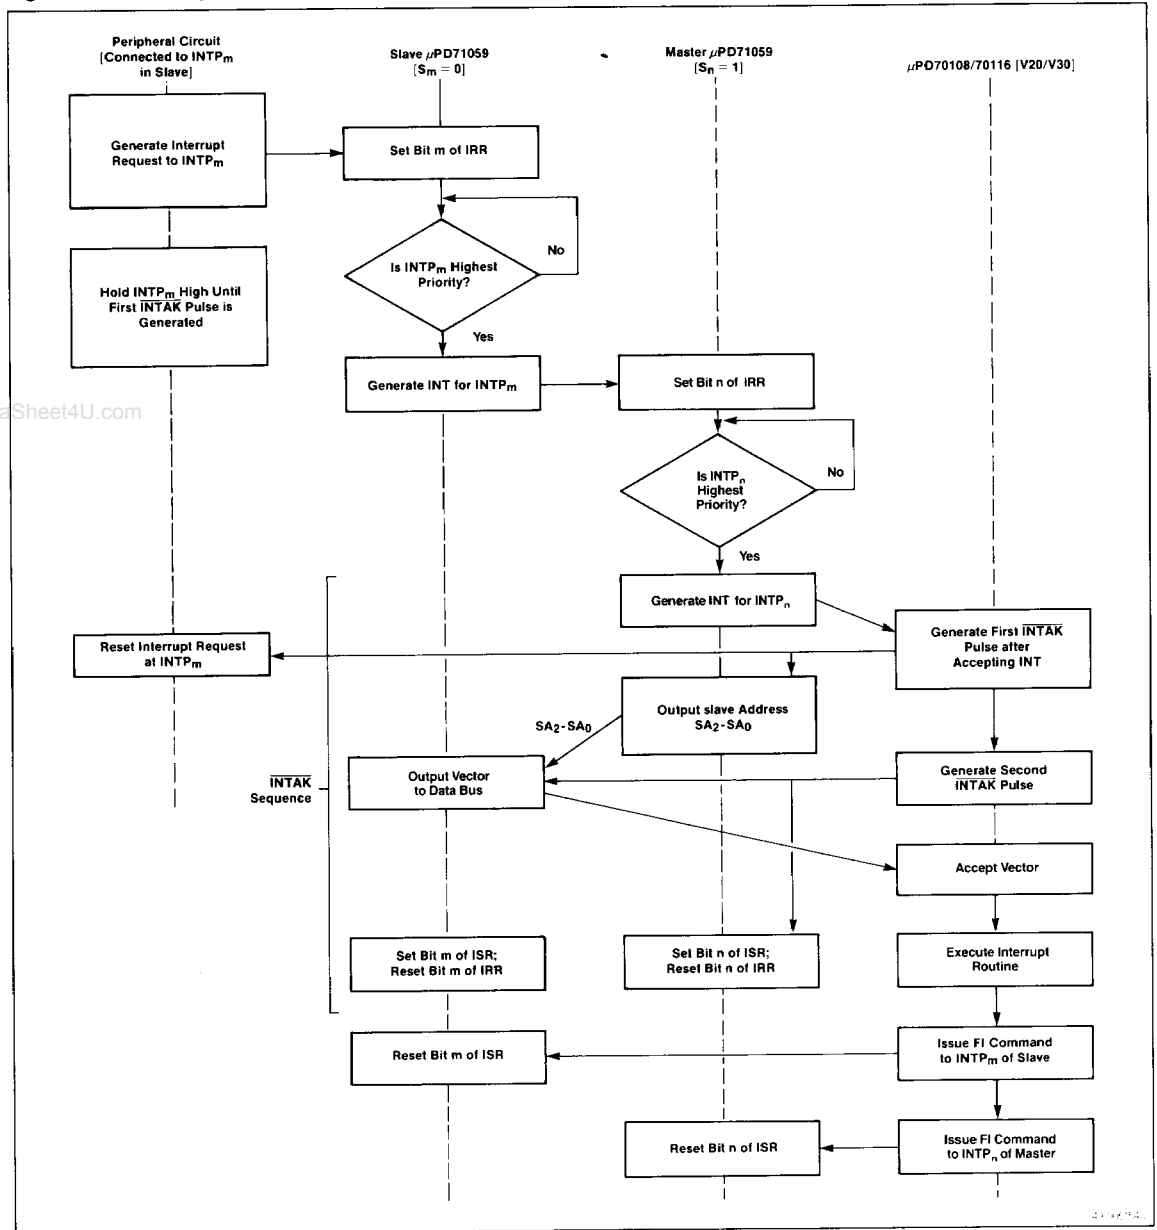 Peripheral Circuit
[Connected to INTPm
in Slave]
Slave µPD71059
[Sm = 0]
Master µPD71059
[Sn = 1]
µPD70108/70116 [V20/V30]
Generate Interrupt
Request to INTPm
Set Bit m of IRR
No
Is INTPm Highest
Priority?
Hold INTPm High Until
First INTAK Pulse is
Generated
Yes
Generate INT for INTPm
Set Bit n of IRR
aSheet4U.com
No
Is INTPn
Highest
Priority?
Yes
Generate INT for INTPn
Generate First INTAK
Pulse after
Accepting INT
Reset Interrupt Request
at INTPm
Output slave Address
SA2-SA0
SA2-SA0
INTAK
Sequence
Output Vector
to Data Bus
Generate Second
INTAK Pulse
Accept Vector
Set Bit m of ISR;
Reset Bit m of IRR
Set Bit n of ISR;
Reset Bit n of IRR
Execute Interrupt
Routine
Reset Bit m of ISR
Issue FI Command
to INTPm of Slave
Reset Bit n of ISR
Issue FI Command
to INTPn of Master